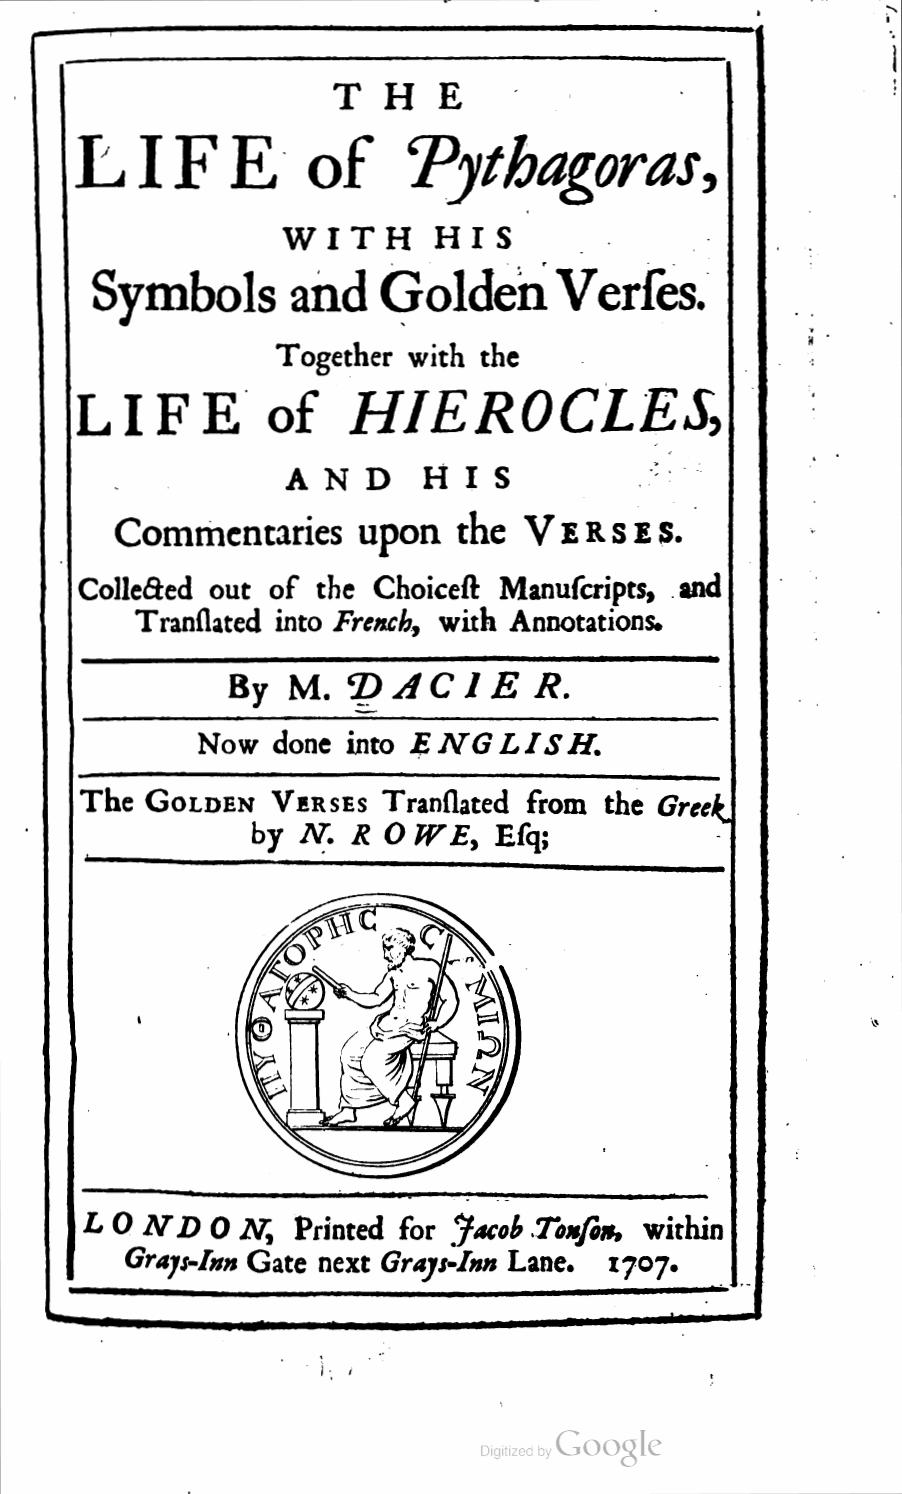 THE
LIFE of Pythagoras,
WITH HIS
Symbols and Golden Verſes.
Together with the
LIFE of HIEROCLES,
AND HIS
Commentaries upon the VERSES.
Collected out of the Choiceſt Manuſcripts, and
Tranſlated into French, with Annotations.
By M. DACIER.
Now done into ENGLISH.
The GOLDEN VERSES Tranſlated from the Greek
by N. ROWE, Eſq;
ΠΥΘΑΓΟΡΗС СΜΙΩΝ
LONDON, Printed for Jacob Tonſon, within
Grays-Inn Gate next Grays-Inn Lane. 1707.
Digitized by Google